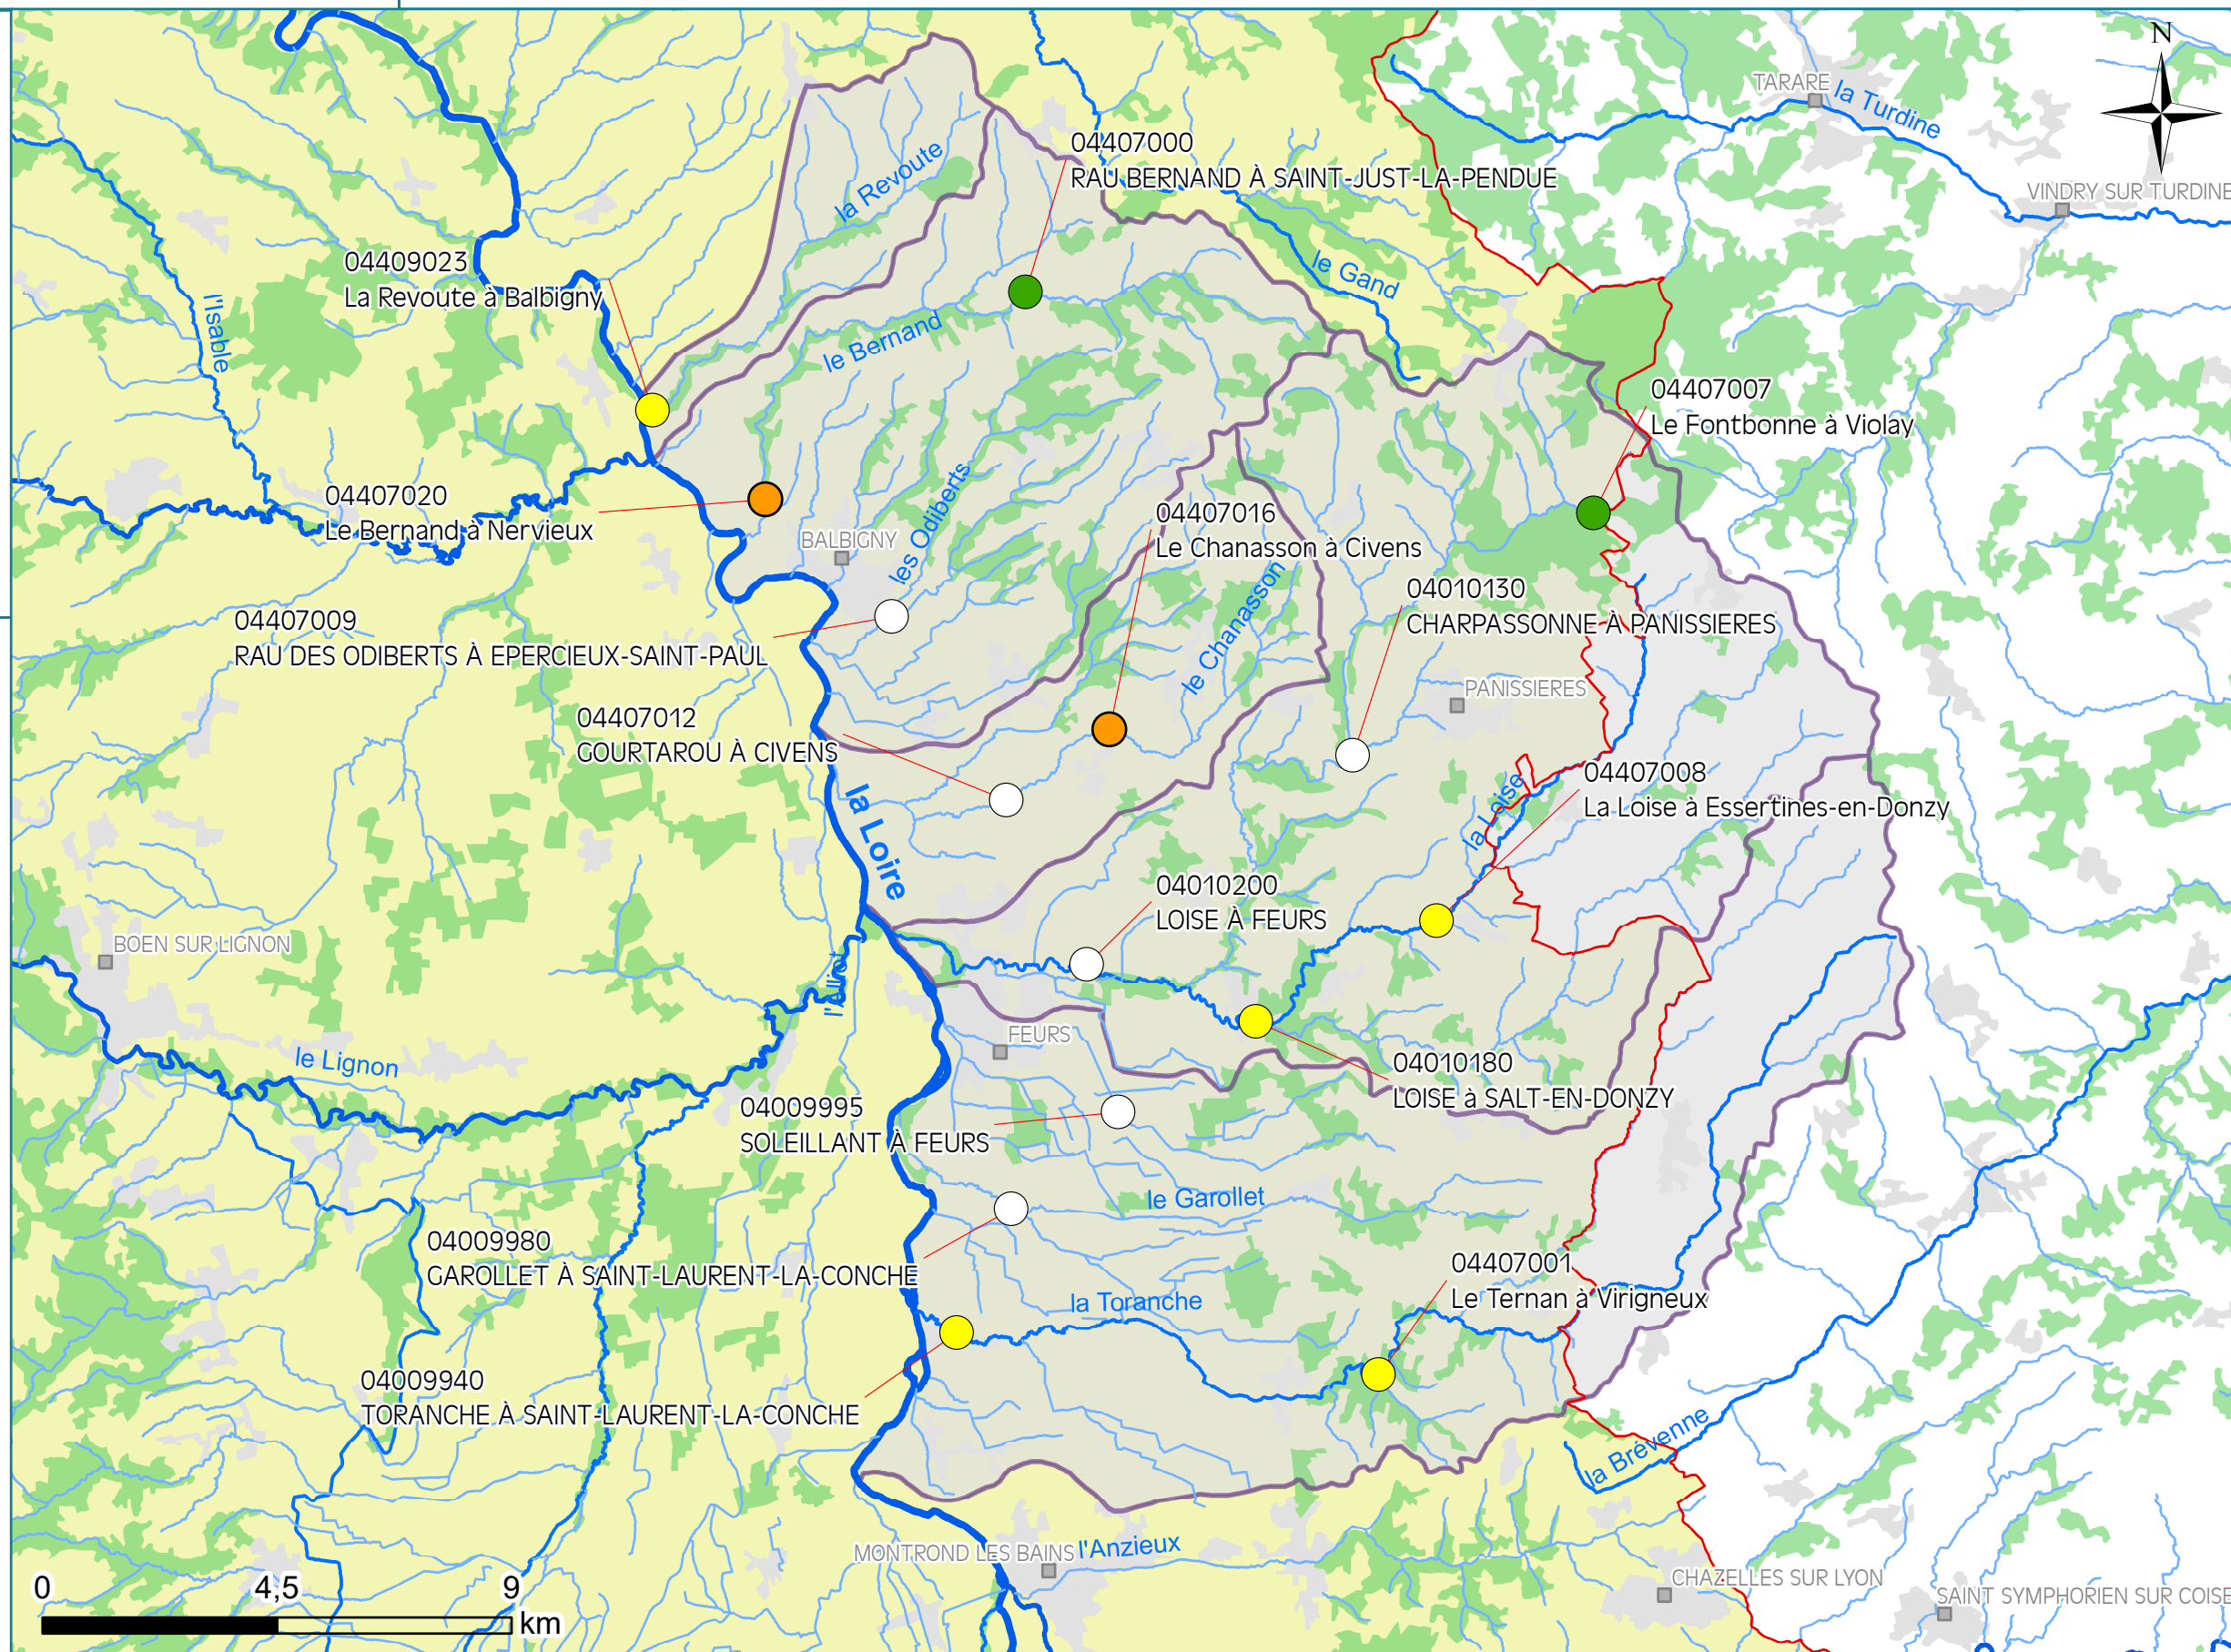 N
TARARE
la Turdine
VINDRY SUR TURDINE
04407000
RAU BERNAND À SAINT-JUST-LA-PENDUE
la Revoute
le Gand
04409023
La Revoute à Balbigny
l'Isable
le Bernand
04407007
Le Fontbonne à Violay
04407020
Le Bernand à Nervieux
BALBIGNY
les Odiberts
04407016
Le Chanasson à Civens
le Chanasson
04010130
CHARPASSONNE À PANISSIERES
04407009
RAU DES ODIBERTS À EPERCIEUX-SAINT-PAUL
PANISSIERES
04407012
GOURTAROU À CIVENS
la Loire
la Loise
04407008
La Loise à Essertines-en-Donzy
04010200
LOISE À FEURS
BOEN SUR LIGNON
FEURS
le Lignon
04010180
LOISE à SALT-EN-DONZY
04009995
SOLEILLANT À FEURS
le Garollet
04009980
GAROLLET À SAINT-LAURENT-LA-CONCHE
04407001
Le Ternan à Virigneux
la Toranche
04009940
TORANCHE À SAINT-LAURENT-LA-CONCHE
la Brévenne
MONTROND LES BAINS
l'Anzieux
CHAZELLES SUR LYON
SAINT SYMPHORIEN SUR COISE
0 4,5 9
km